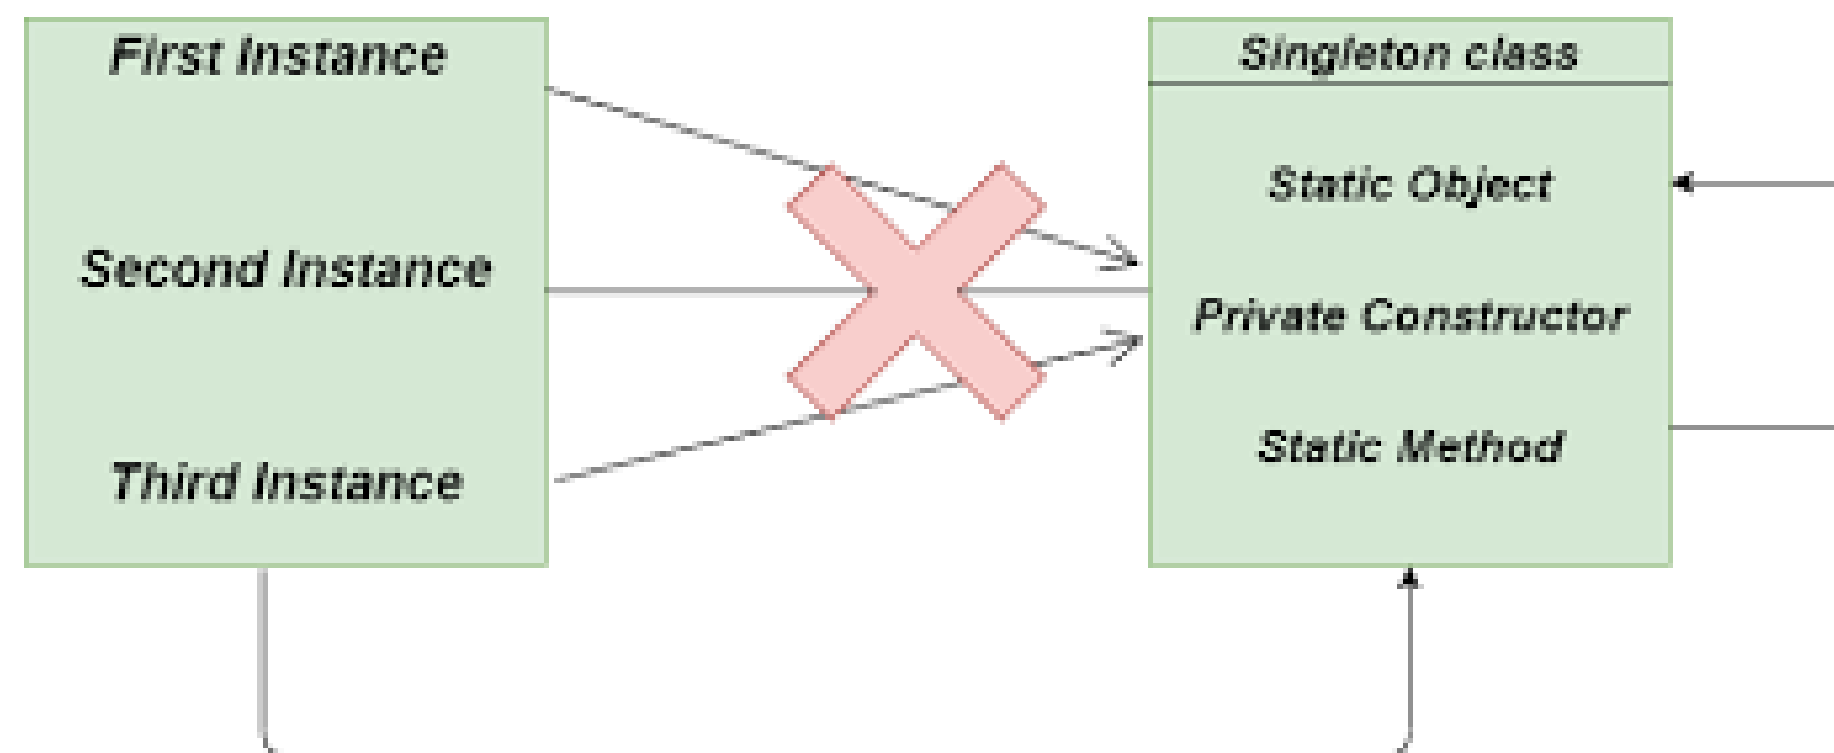 First Instance
Second Instance
Third Instance
Singleton class
Static Object
Private Constructor
Static Method